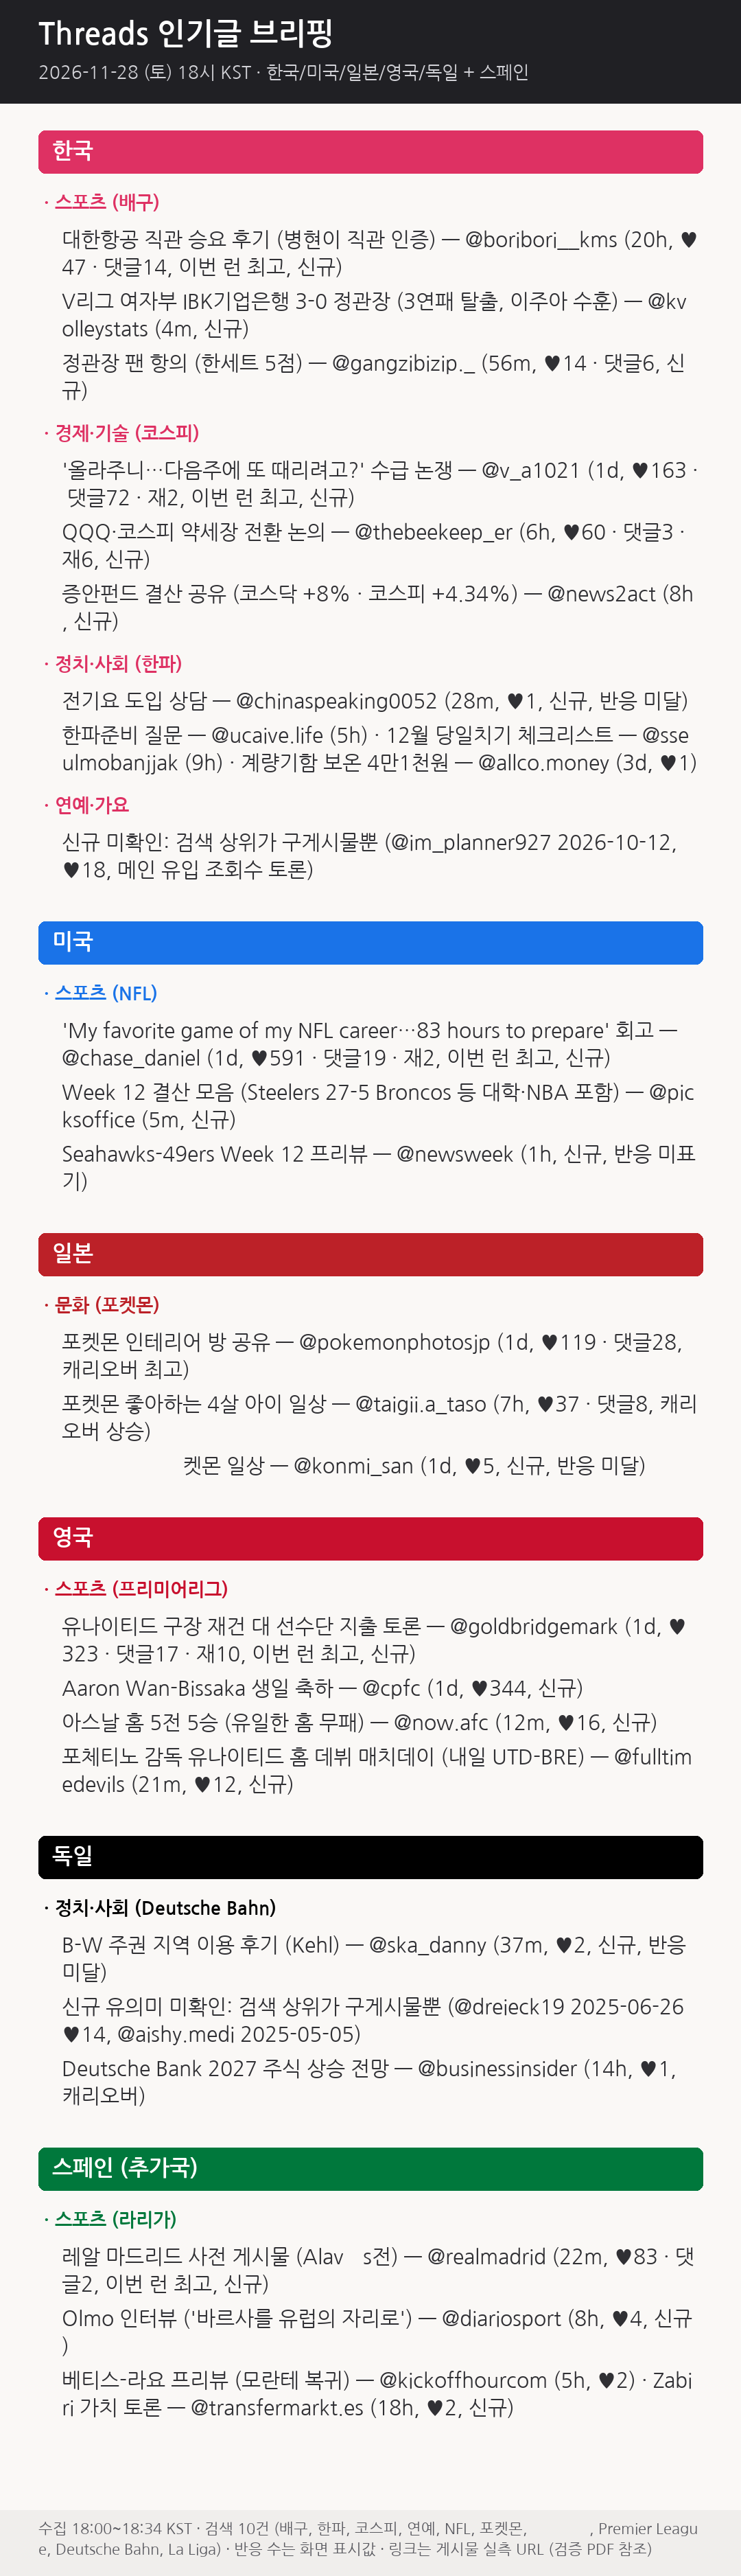 Threads 인기글 브리핑
2026-11-28 (토) 18시 KST · 한국/미국/일본/영국/독일 + 스페인
한국
· 스포츠 (배구)
대한항공 직관 승요 후기 (병현이 직관 인증) — @boribori__kms (20h, ♥
47 · 댓글14, 이번 런 최고, 신규)
V리그 여자부 IBK기업은행 3-0 정관장 (3연패 탈출, 이주아 수훈) — @kv
olleystats (4m, 신규)
정관장 팬 항의 (한세트 5점) — @gangzibizip._ (56m, ♥14 · 댓글6, 신
규)
· 경제·기술 (코스피)
'올라주니…다음주에 또 때리려고?' 수급 논쟁 — @v_a1021 (1d, ♥163 ·
댓글72 · 재2, 이번 런 최고, 신규)
QQQ·코스피 약세장 전환 논의 — @thebeekeep_er (6h, ♥60 · 댓글3 ·
재6, 신규)
증안펀드 결산 공유 (코스닥 +8% · 코스피 +4.34%) — @news2act (8h
, 신규)
· 정치·사회 (한파)
전기요 도입 상담 — @chinaspeaking0052 (28m, ♥1, 신규, 반응 미달)
한파준비 질문 — @ucaive.life (5h) · 12월 당일치기 체크리스트 — @sse
ulmobanjjak (9h) · 계량기함 보온 4만1천원 — @allco.money (3d, ♥1)
· 연예·가요
신규 미확인: 검색 상위가 구게시물뿐 (@im_planner927 2026-10-12,
♥18, 메인 유입 조회수 토론)
미국
· 스포츠 (NFL)
'My favorite game of my NFL career…83 hours to prepare' 회고 —
@chase_daniel (1d, ♥591 · 댓글19 · 재2, 이번 런 최고, 신규)
Week 12 결산 모음 (Steelers 27-5 Broncos 등 대학·NBA 포함) — @pic
ksoffice (5m, 신규)
Seahawks-49ers Week 12 프리뷰 — @newsweek (1h, 신규, 반응 미표
기)
일본
· 문화 (포켓몬)
포켓몬 인테리어 방 공유 — @pokemonphotosjp (1d, ♥119 · 댓글28,
캐리오버 최고)
포켓몬 좋아하는 4살 아이 일상 — @taigii.a_taso (7h, ♥37 · 댓글8, 캐리
오버 상승)
켓몬 일상 — @konmi_san (1d, ♥5, 신규, 반응 미달)
영국
· 스포츠 (프리미어리그)
유나이티드 구장 재건 대 선수단 지출 토론 — @goldbridgemark (1d, ♥
323 · 댓글17 · 재10, 이번 런 최고, 신규)
Aaron Wan-Bissaka 생일 축하 — @cpfc (1d, ♥344, 신규)
아스날 홈 5전 5승 (유일한 홈 무패) — @now.afc (12m, ♥16, 신규)
포체티노 감독 유나이티드 홈 데뷔 매치데이 (내일 UTD-BRE) — @fulltim
edevils (21m, ♥12, 신규)
독일
· 정치·사회 (Deutsche Bahn)
B-W 주권 지역 이용 후기 (Kehl) — @ska_danny (37m, ♥2, 신규, 반응
미달)
신규 유의미 미확인: 검색 상위가 구게시물뿐 (@dreieck19 2025-06-26
♥14, @aishy.medi 2025-05-05)
Deutsche Bank 2027 주식 상승 전망 — @businessinsider (14h, ♥1,
캐리오버)
스페인 (추가국)
· 스포츠 (라리가)
레알 마드리드 사전 게시물 (Alav s전) — @realmadrid (22m, ♥83 · 댓
글2, 이번 런 최고, 신규)
Olmo 인터뷰 ('바르사를 유럽의 자리로') — @diariosport (8h, ♥4, 신규
)
베티스-라요 프리뷰 (모란테 복귀) — @kickoffhourcom (5h, ♥2) · Zabi
ri 가치 토론 — @transfermarkt.es (18h, ♥2, 신규)
수집 18:00~18:34 KST · 검색 10건 (배구, 한파, 코스피, 연예, NFL, 포켓몬, , Premier Leagu
e, Deutsche Bahn, La Liga) · 반응 수는 화면 표시값 · 링크는 게시물 실측 URL (검증 PDF 참조)